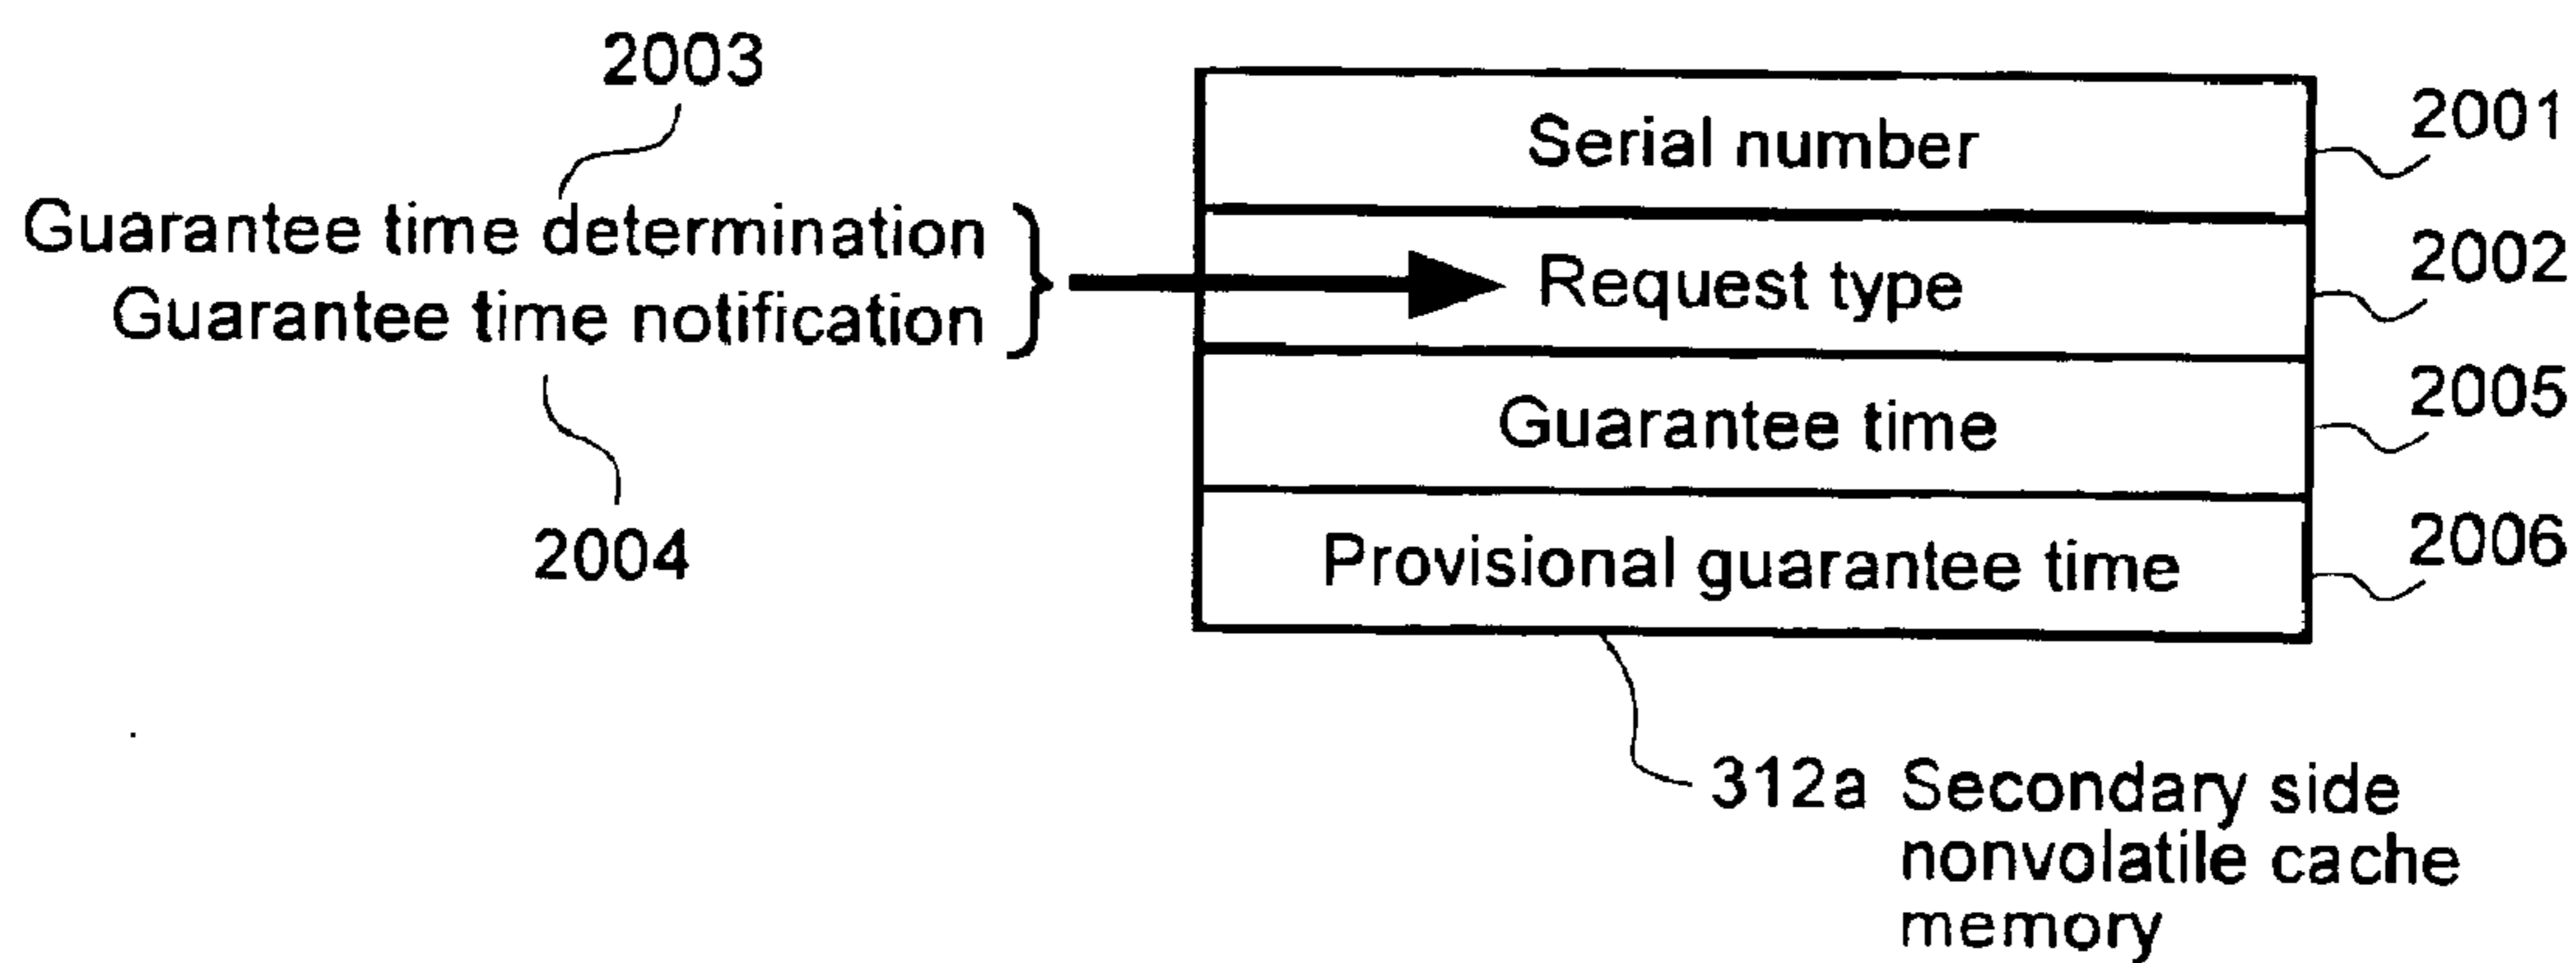 2003
Guarantee time determination
Guarantee time notification
2004
Serial number
2001
Request type
2002
Guarantee time
2005
Provisional guarantee time
2006
312a Secondary side
nonvolatile cache
memory